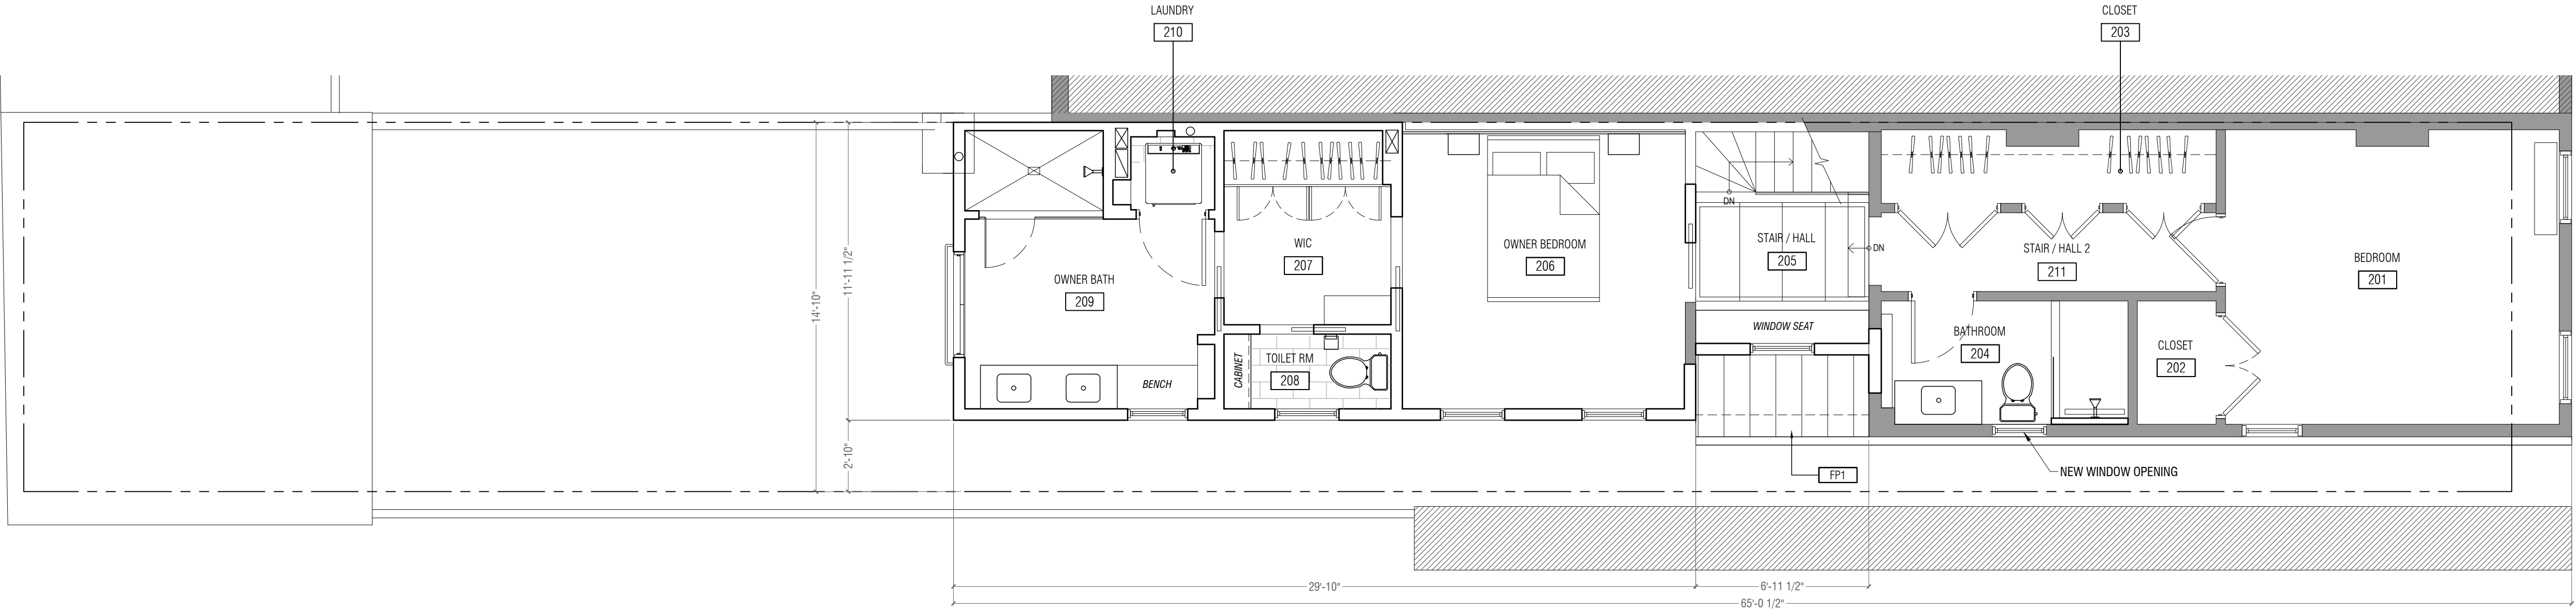 LAUNDRY
210
CLOSET
203
DN
WIC
207
OWNER BEDROOM
206
STAIR / HALL
205
DN
STAIR / HALL 2
211
BEDROOM
201
OWNER BATH
209
14'-10"
11'-11 1/2"
WINDOW SEAT
BATHROOM
204
CLOSET
202
CABINET
TOILET RM
208
BENCH
2'-10"
FP1
NEW WINDOW OPENING
29'-10"
6'-11 1/2"
65'-0 1/2"